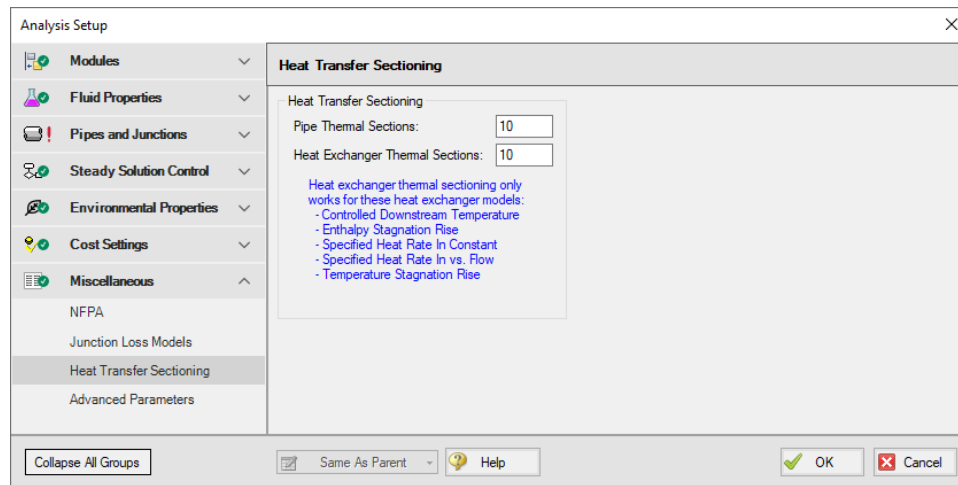 Analysis Setup
Modules
Fluid Properties
Pipes and Junctions
Steady Solution Control
Environmental Properties
Cost Settings
Miscellaneous
NFPA
Junction Loss Models
Heat Transfer Sectioning
Advanced Parameters
Heat Transfer Sectioning
Heat Transfer Sectioning
Pipe Thermal Sections: 10
Heat Exchanger Thermal Sections: 10
Heat exchanger thermal sectioning only
works for these heat exchanger models:
- Controlled Downstream Temperature
- Enthalpy Stagnation Rise
- Specified Heat Rate In Constant
- Specified Heat Rate In vs. Flow
- Temperature Stagnation Rise
Collapse All Groups
Same As Parent
Help
OK
Cancel